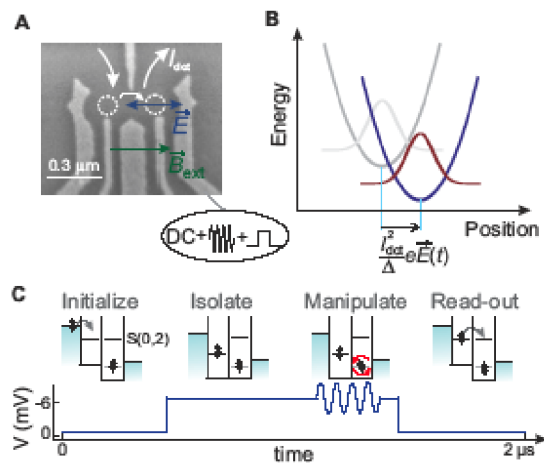 A
I_dot
E
B_ext
0.3 μm
DC+
+
B
Energy
Position
l²_dot/Δ eE(t)
C
Initialize
Isolate
Manipulate
Read-out
S(0,2)
V (mV)
-6
0
0
time
2 μs